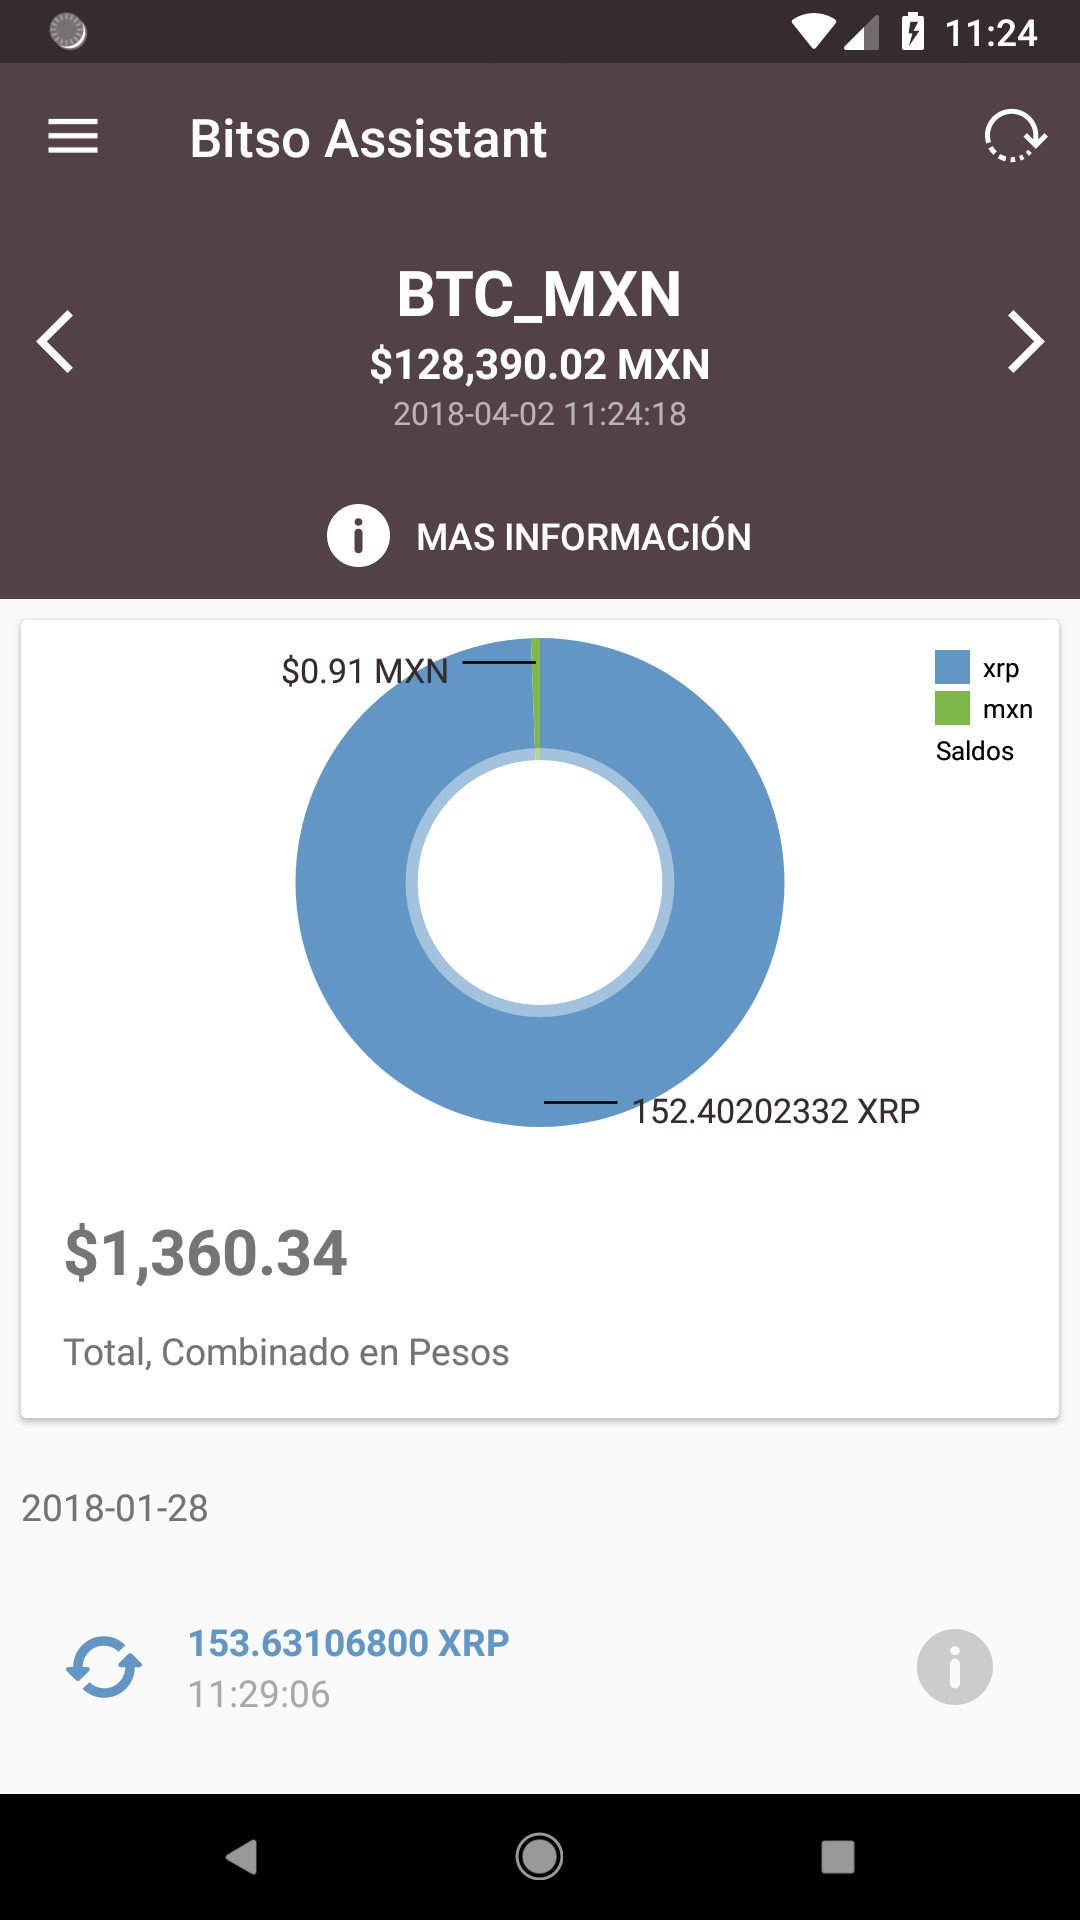 11:24
Bitso Assistant
BTC_MXN
$128,390.02 MXN
2018-04-02 11:24:18
MAS INFORMACIÓN
$0.91 MXN
xrp
mxn
Saldos
152.40202332 XRP
$1,360.34
Total, Combinado en Pesos
2018-01-28
153.63106800 XRP
11:29:06